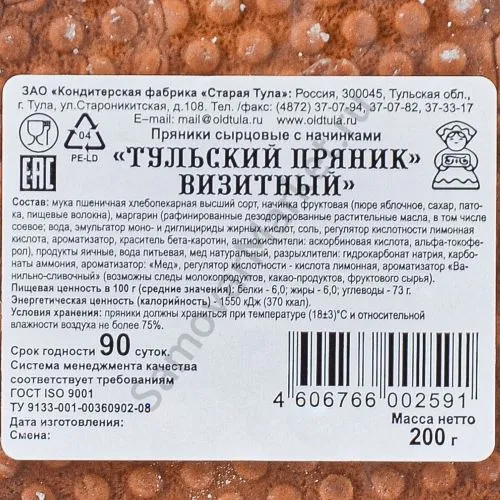 ЗАО «Кондитерская фабрика «Старая Тула»: Россия, 300045, Тульская обл.,
г. Тула, ул.Староникитская, д.108. Тел. /факс: (4872) 37-07-94, 37-07-82, 37-33-17
E-mail: mail@oldtula.ru http://www.oldtula.ru
Пряники сырцовые с начинками
04
PE-LD
«ТУЛЬСКИЙ ПРЯНИК»
ВИЗИТНЫЙ»
ЕАС
Состав: мука пшеничная хлебопекарная высший сорт, начинка фруктовая (пюре яблочное, сахар, пато-
ка, пищевые волокна), маргарин (рафинированные дезодорированные растительные масла, в том числе
соевое; вода, эмульгатор моно- и диглицириды жирных кислот, соль, регулятор кислотности лимонная
кислота, ароматизатор, краситель бета-каротин, антиокислители: аскорбиновая кислота, альфа-токофе-
рол), продукты яичные, вода питьевая, мед натуральный, разрыхлители: гидрокарбонат натрия, карбо-
наты аммония, ароматизатор: «Мед», регулятор кислотности - кислота лимонная, ароматизатор «Ва-
нильно-сливочный» (возможны следы молокопродуктов, какао-продуктов, фруктового сырья).
Пищевая ценность в 100 г (средние значения): белки - 6,0; жиры - 6,0; углеводы - 73 г.
Энергетическая ценность (калорийность) - 1550 кДж (370 ккал).
Условия хранения: пряники должны храниться при температуре (18±3)°С и относительной
влажности воздуха не более 75%.
Срок годности 90 суток.
Система менеджмента качества
соответствует требованиям
ГОСТ ISO 9001
ТУ 9133-001-00360902-08
Дата изготовления:
Смена:
4 606766 002591
Масса нетто
200 г